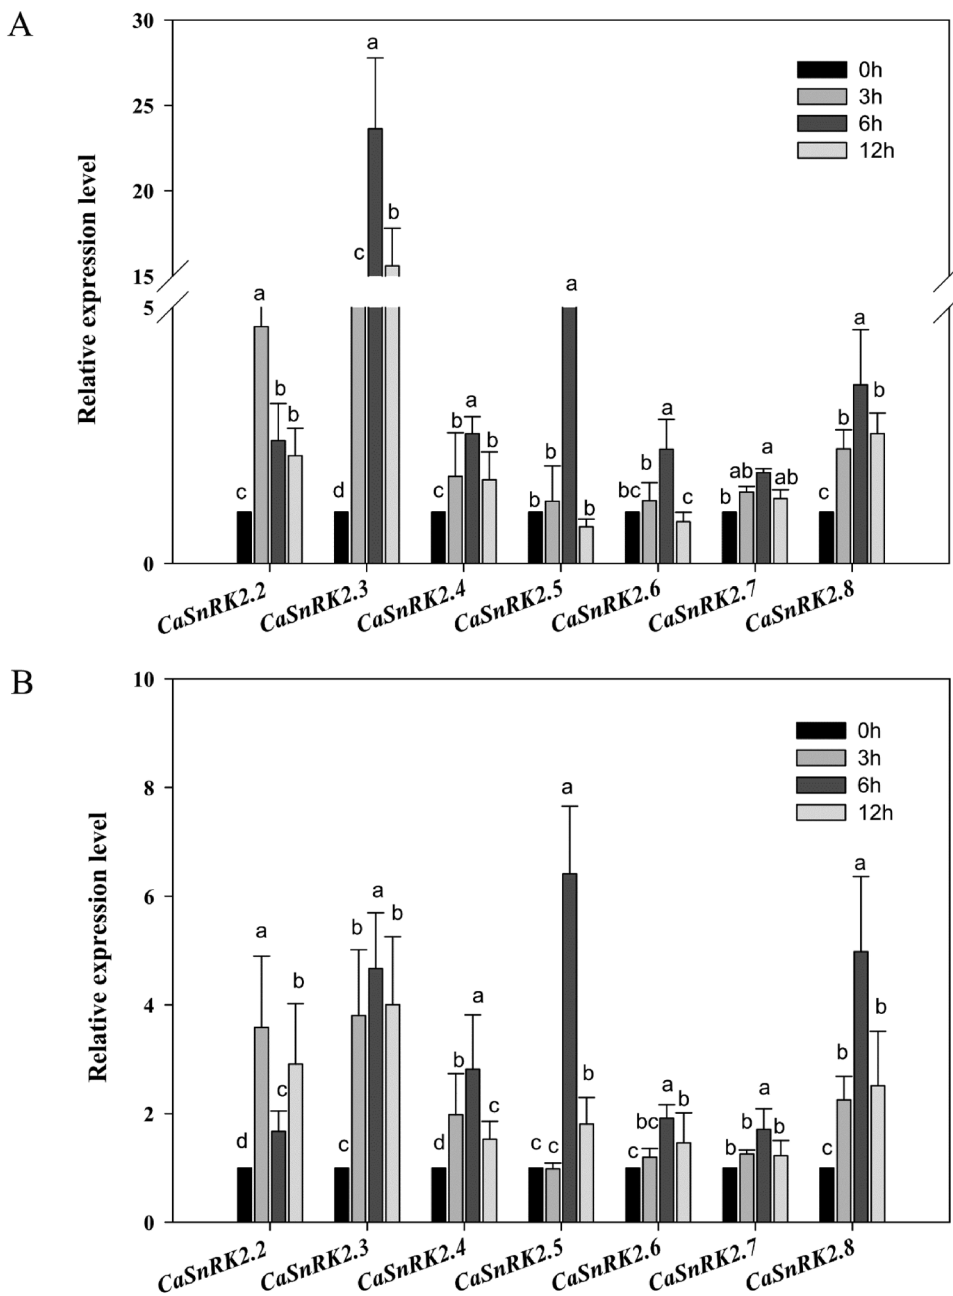 A
30
25
20
15
5
0
Relative expression level
0h
3h
6h
12h
c a b b
d c a b
c b a b
b b a b
bc b a c
b ab a ab
c b a b
CaSnRK2.2
CaSnRK2.3
CaSnRK2.4
CaSnRK2.5
CaSnRK2.6
CaSnRK2.7
CaSnRK2.8
B
10
8
6
4
2
0
Relative expression level
0h
3h
6h
12h
d a c b
c b a b
d b a c
c c a b
c bc a b
b b a b
c b a b
CaSnRK2.2
CaSnRK2.3
CaSnRK2.4
CaSnRK2.5
CaSnRK2.6
CaSnRK2.7
CaSnRK2.8